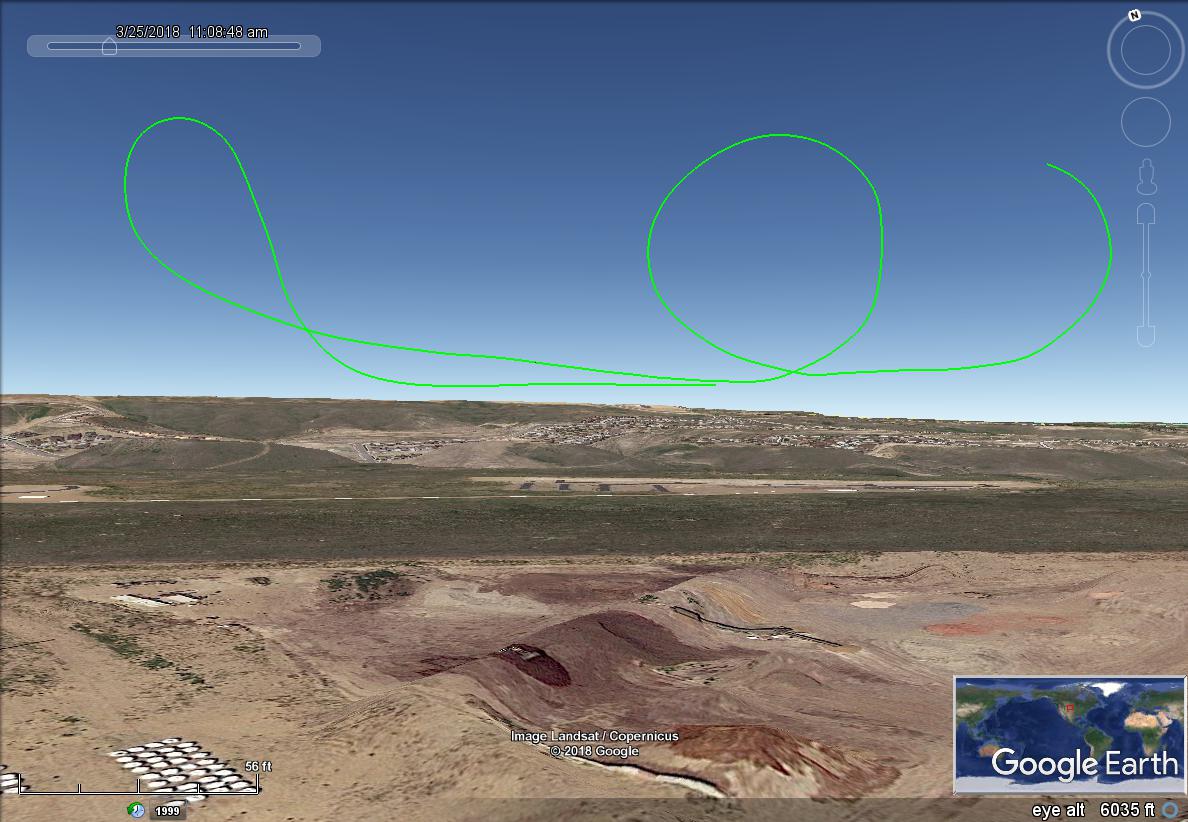 3/25/2018 11:08:48 am
N
56 ft
Image Landsat / Copernicus
© 2018 Google
Google Earth
1999
eye alt 6035 ft